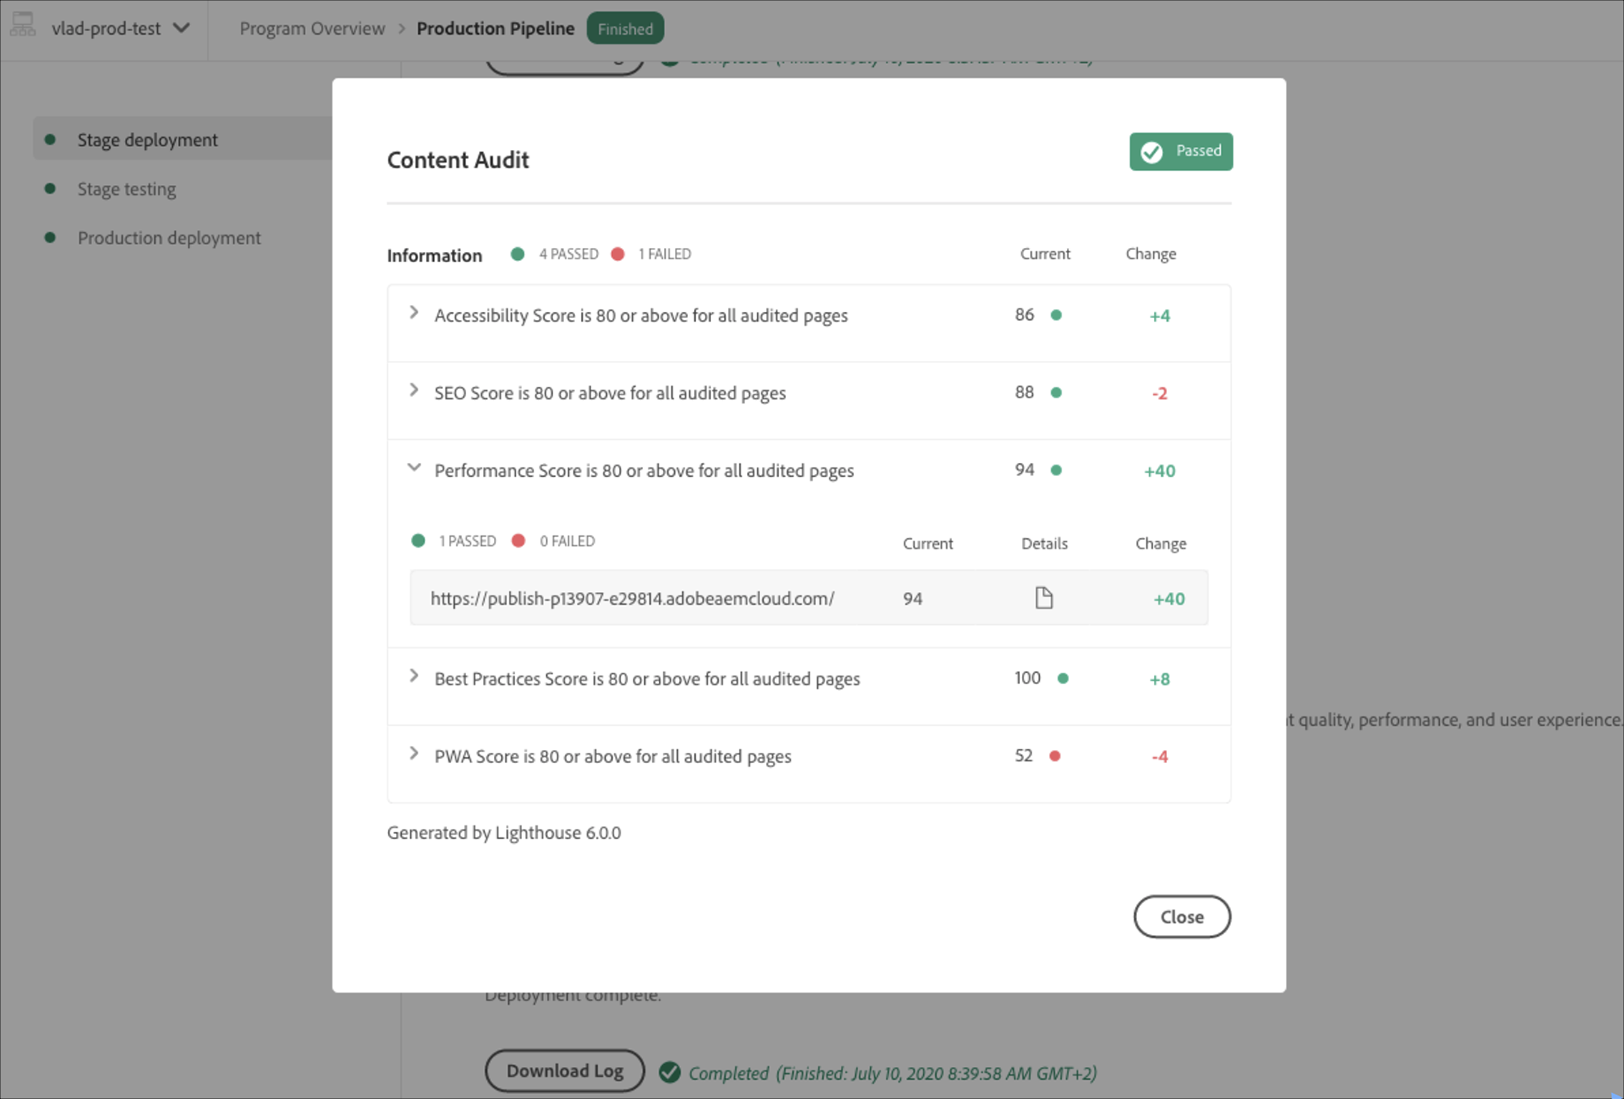 vlad-prod-test
Program Overview > Production Pipeline Finished
Stage deployment
Stage testing
Production deployment
Content Audit
Passed
Information 4 PASSED 1 FAILED Current Change
Accessibility Score is 80 or above for all audited pages 86 +4
SEO Score is 80 or above for all audited pages 88 -2
Performance Score is 80 or above for all audited pages 94 +40
1 PASSED 0 FAILED Current Details Change
https://publish-p13907-e29814.adobeaemcloud.com/ 94 +40
Best Practices Score is 80 or above for all audited pages 100 +8
quality, performance, and user experience.
PWA Score is 80 or above for all audited pages 52 -4
Generated by Lighthouse 6.0.0
Close
Deployment complete.
Download Log Completed (Finished: July 10, 2020 8:39:58 AM GMT+2)